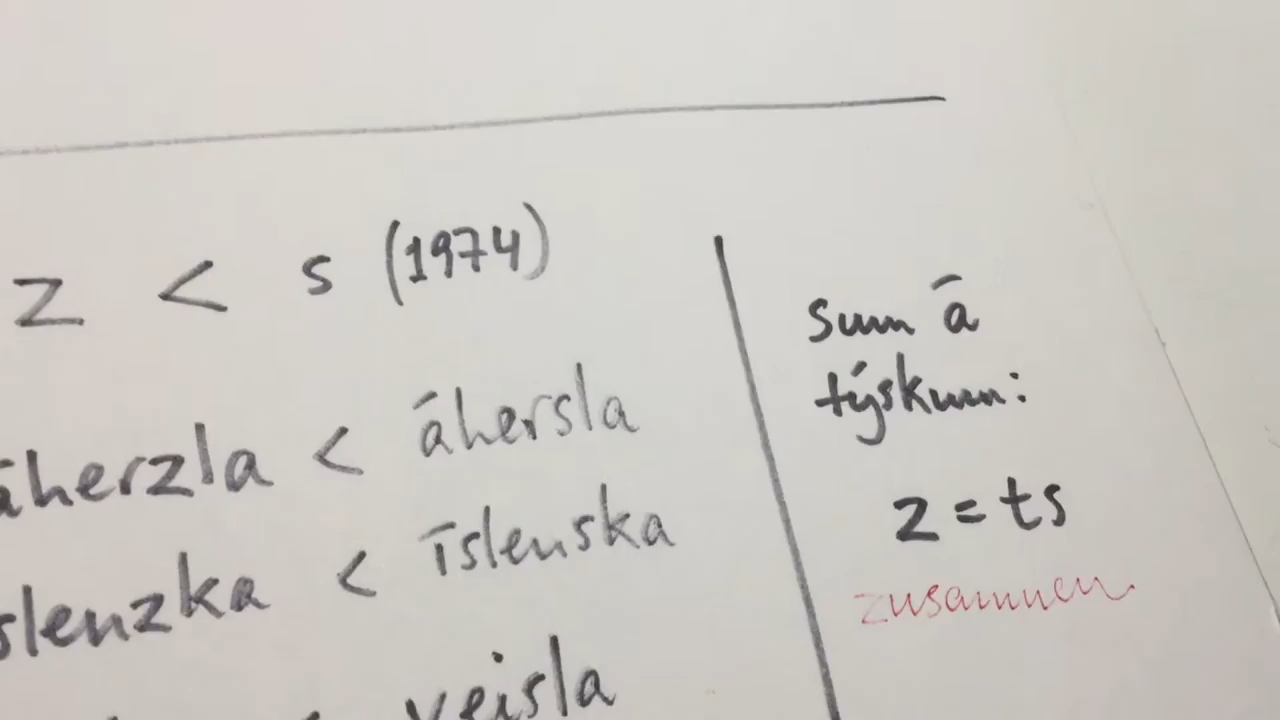 z < s (1974)
áherzla < áhersla
slenzka < íslenska
veisla
sum á
týskum:
z = ts
zusammen